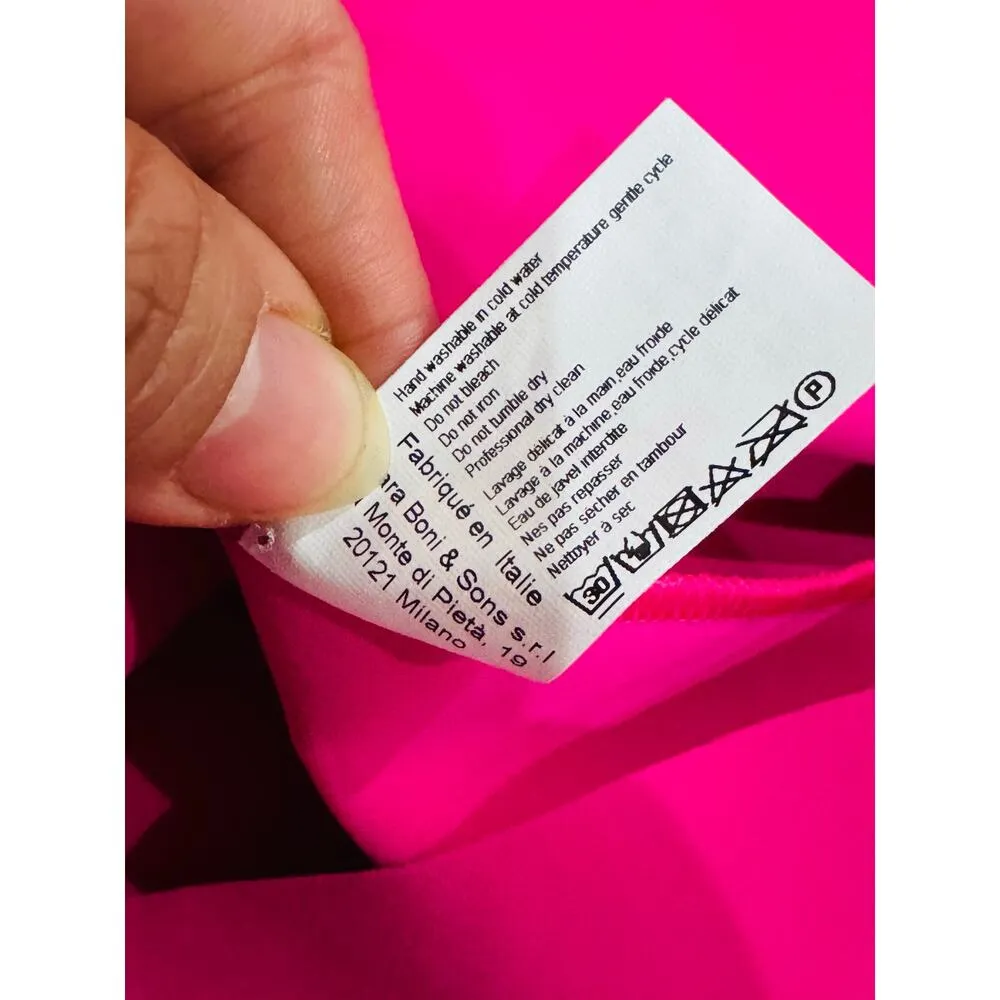 Hand washable in cold water
Machine washable at cold temperature gentle cycle
Do not bleach
Do not iron
Do not tumble dry
Professional dry clean
Lavage délicat à la main,eau froide
Lavage à la machine,eau froide,cycle délicat
Eau de javel interdite
Nes pas repasser
Ne pas sécher en tambour
Nettoyer à sec
30
P
Fabriqué en Italie
Boni & Sons s.r.l
Monte di Pietà, 19
20121 Milano